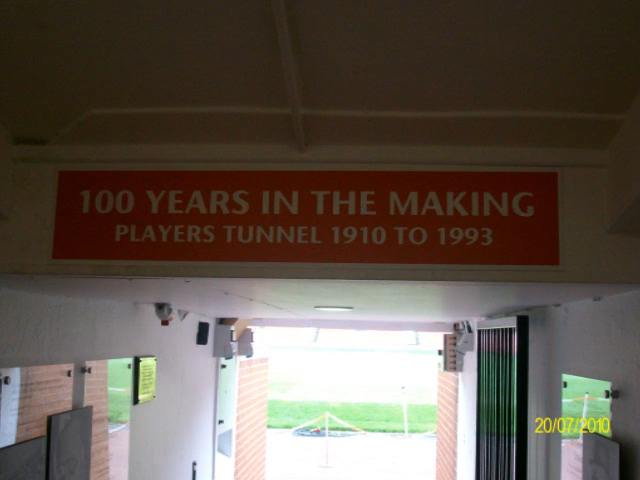 100 YEARS IN THE MAKING
PLAYERS TUNNEL 1910 TO 1993
20/07/2010